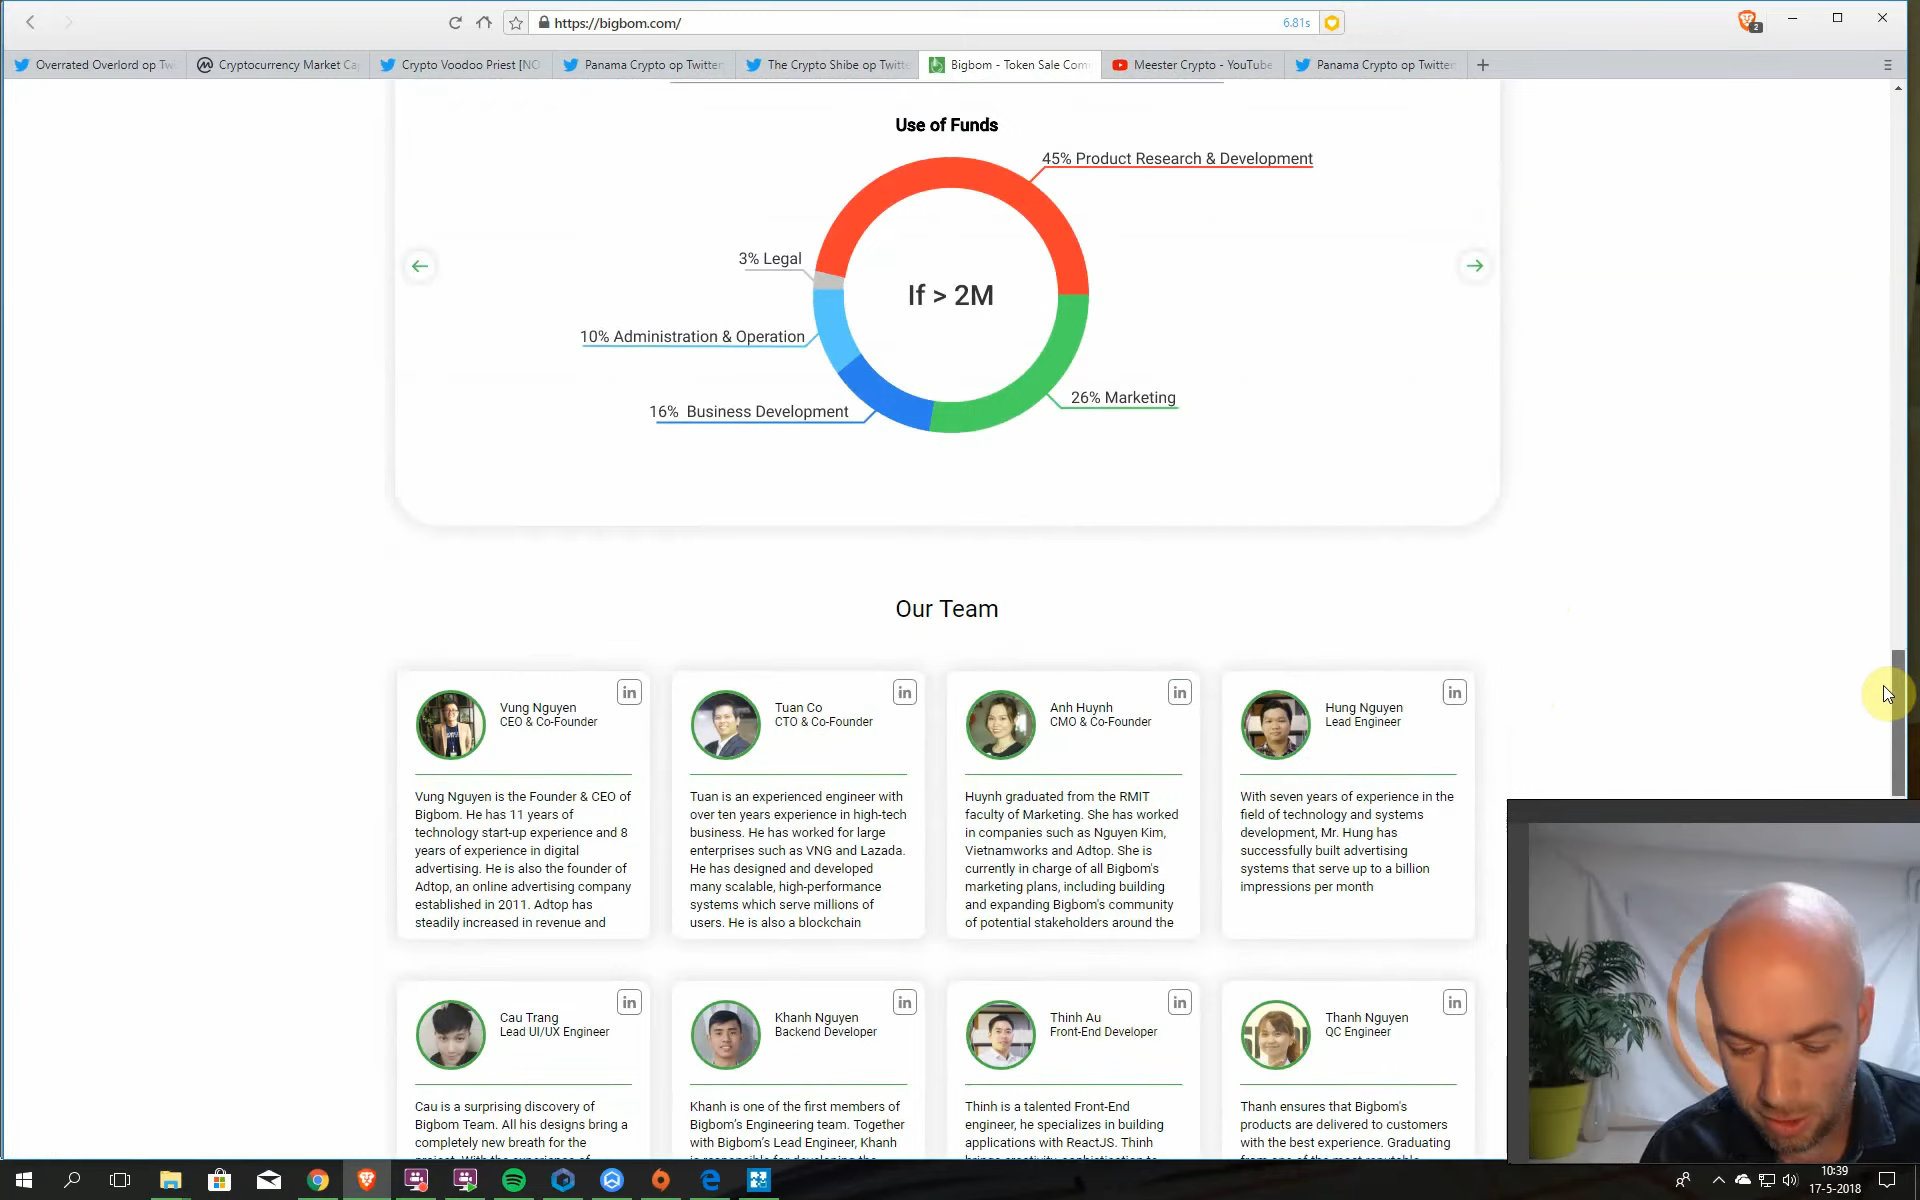 https://bigbom.com/
6.81s
2
Overrated Overlord op Tw
Cryptocurrency Market Ca
Crypto Voodoo Priest [NO
Panama Crypto op Twitter
The Crypto Shibe op Twitt
Bigbom - Token Sale Com
Meester Crypto - YouTube
Panama Crypto op Twitter
Use of Funds
45% Product Research & Development
3% Legal
If > 2M
10% Administration & Operation
26% Marketing
16% Business Development
Our Team
Vung Nguyen
CEO & Co-Founder
Vung Nguyen is the Founder & CEO of
Bigbom. He has 11 years of
technology start-up experience and 8
years of experience in digital
advertising. He is also the founder of
Adtop, an online advertising company
established in 2011. Adtop has
steadily increased in revenue and
Tuan Co
CTO & Co-Founder
Tuan is an experienced engineer with
over ten years experience in high-tech
business. He has worked for large
enterprises such as VNG and Lazada.
He has designed and developed
many scalable, high-performance
systems which serve millions of
users. He is also a blockchain
Anh Huynh
CMO & Co-Founder
Huynh graduated from the RMIT
faculty of Marketing. She has worked
in companies such as Nguyen Kim,
Vietnamworks and Adtop. She is
currently in charge of all Bigbom's
marketing plans, including building
and expanding Bigbom's community
of potential stakeholders around the
Hung Nguyen
Lead Engineer
With seven years of experience in the
field of technology and systems
development, Mr. Hung has
successfully built advertising
systems that serve up to a billion
impressions per month
Cau Trang
Lead UI/UX Engineer
Cau is a surprising discovery of
Bigbom Team. All his designs bring a
completely new breath for the
Khanh Nguyen
Backend Developer
Khanh is one of the first members of
Bigbom's Engineering team. Together
with Bigbom's Lead Engineer, Khanh
Thinh Au
Front-End Developer
Thinh is a talented Front-End
engineer, he specializes in building
applications with ReactJS. Thinh
Thanh Nguyen
QC Engineer
Thanh ensures that Bigbom's
products are delivered to customers
with the best experience. Graduating
10:39
17-5-2018